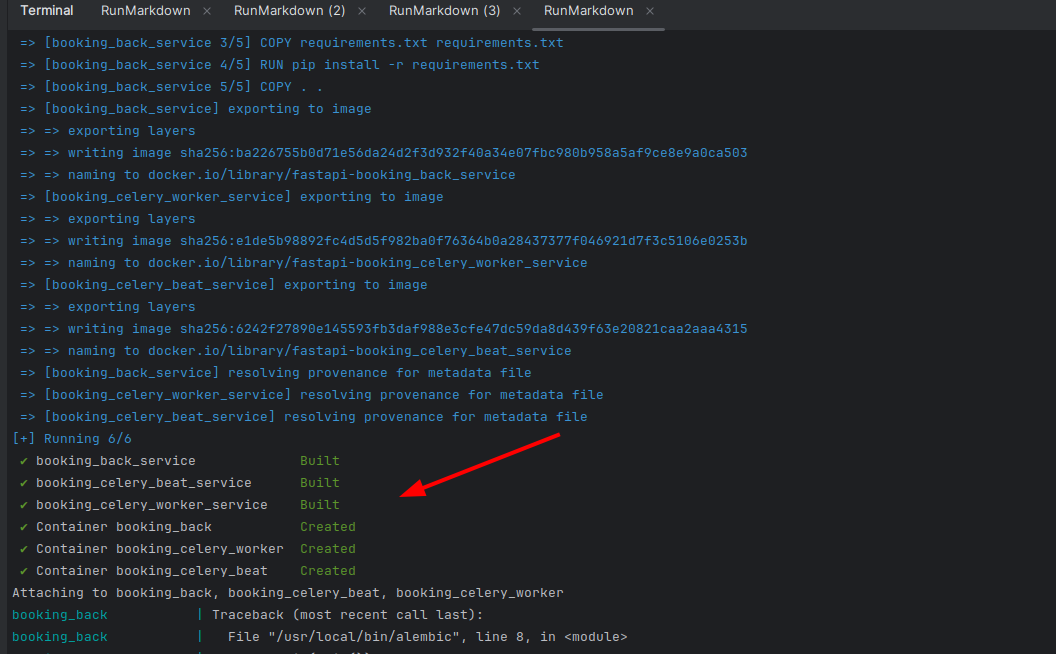 Terminal RunMarkdown × RunMarkdown (2) × RunMarkdown (3) × RunMarkdown ×
=> [booking_back_service 3/5] COPY requirements.txt requirements.txt
=> [booking_back_service 4/5] RUN pip install -r requirements.txt
=> [booking_back_service 5/5] COPY . .
=> [booking_back_service] exporting to image
=> => exporting layers
=> => writing image sha256:ba226755b0d71e56da24d2f3d932f40a34e07fbc980b958a5af9ce8e9a0ca503
=> => naming to docker.io/library/fastapi-booking_back_service
=> [booking_celery_worker_service] exporting to image
=> => exporting layers
=> => writing image sha256:e1de5b98892fc4d5d5f982ba0f76364b0a28437377f046921d7f3c5106e0253b
=> => naming to docker.io/library/fastapi-booking_celery_worker_service
=> [booking_celery_beat_service] exporting to image
=> => exporting layers
=> => writing image sha256:6242f27890e145593fb3daf988e3cfe47dc59da8d439f63e20821caa2aaa4315
=> => naming to docker.io/library/fastapi-booking_celery_beat_service
=> [booking_back_service] resolving provenance for metadata file
=> [booking_celery_worker_service] resolving provenance for metadata file
=> [booking_celery_beat_service] resolving provenance for metadata file
[+] Running 6/6
✔ booking_back_service Built
✔ booking_celery_beat_service Built
✔ booking_celery_worker_service Built
✔ Container booking_back Created
✔ Container booking_celery_worker Created
✔ Container booking_celery_beat Created
Attaching to booking_back, booking_celery_beat, booking_celery_worker
booking_back | Traceback (most recent call last):
booking_back | File "/usr/local/bin/alembic", line 8, in <module>